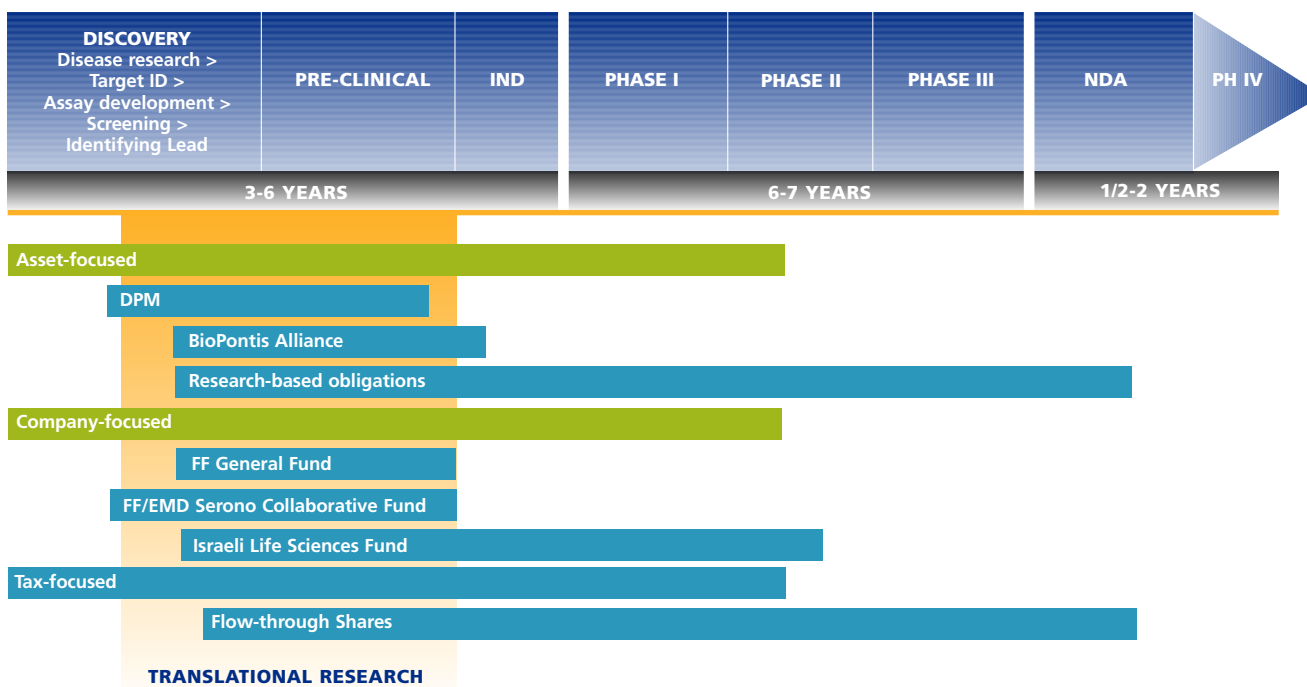 DISCOVERY
Disease research >
Target ID >
Assay development >
Screening >
Identifying Lead
PRE-CLINICAL
IND
PHASE I
PHASE II
PHASE III
NDA
PH IV
3-6 YEARS
6-7 YEARS
1/2-2 YEARS
Asset-focused
DPM
BioPontis Alliance
Research-based obligations
Company-focused
FF General Fund
FF/EMD Serono Collaborative Fund
Israeli Life Sciences Fund
Tax-focused
Flow-through Shares
TRANSLATIONAL RESEARCH